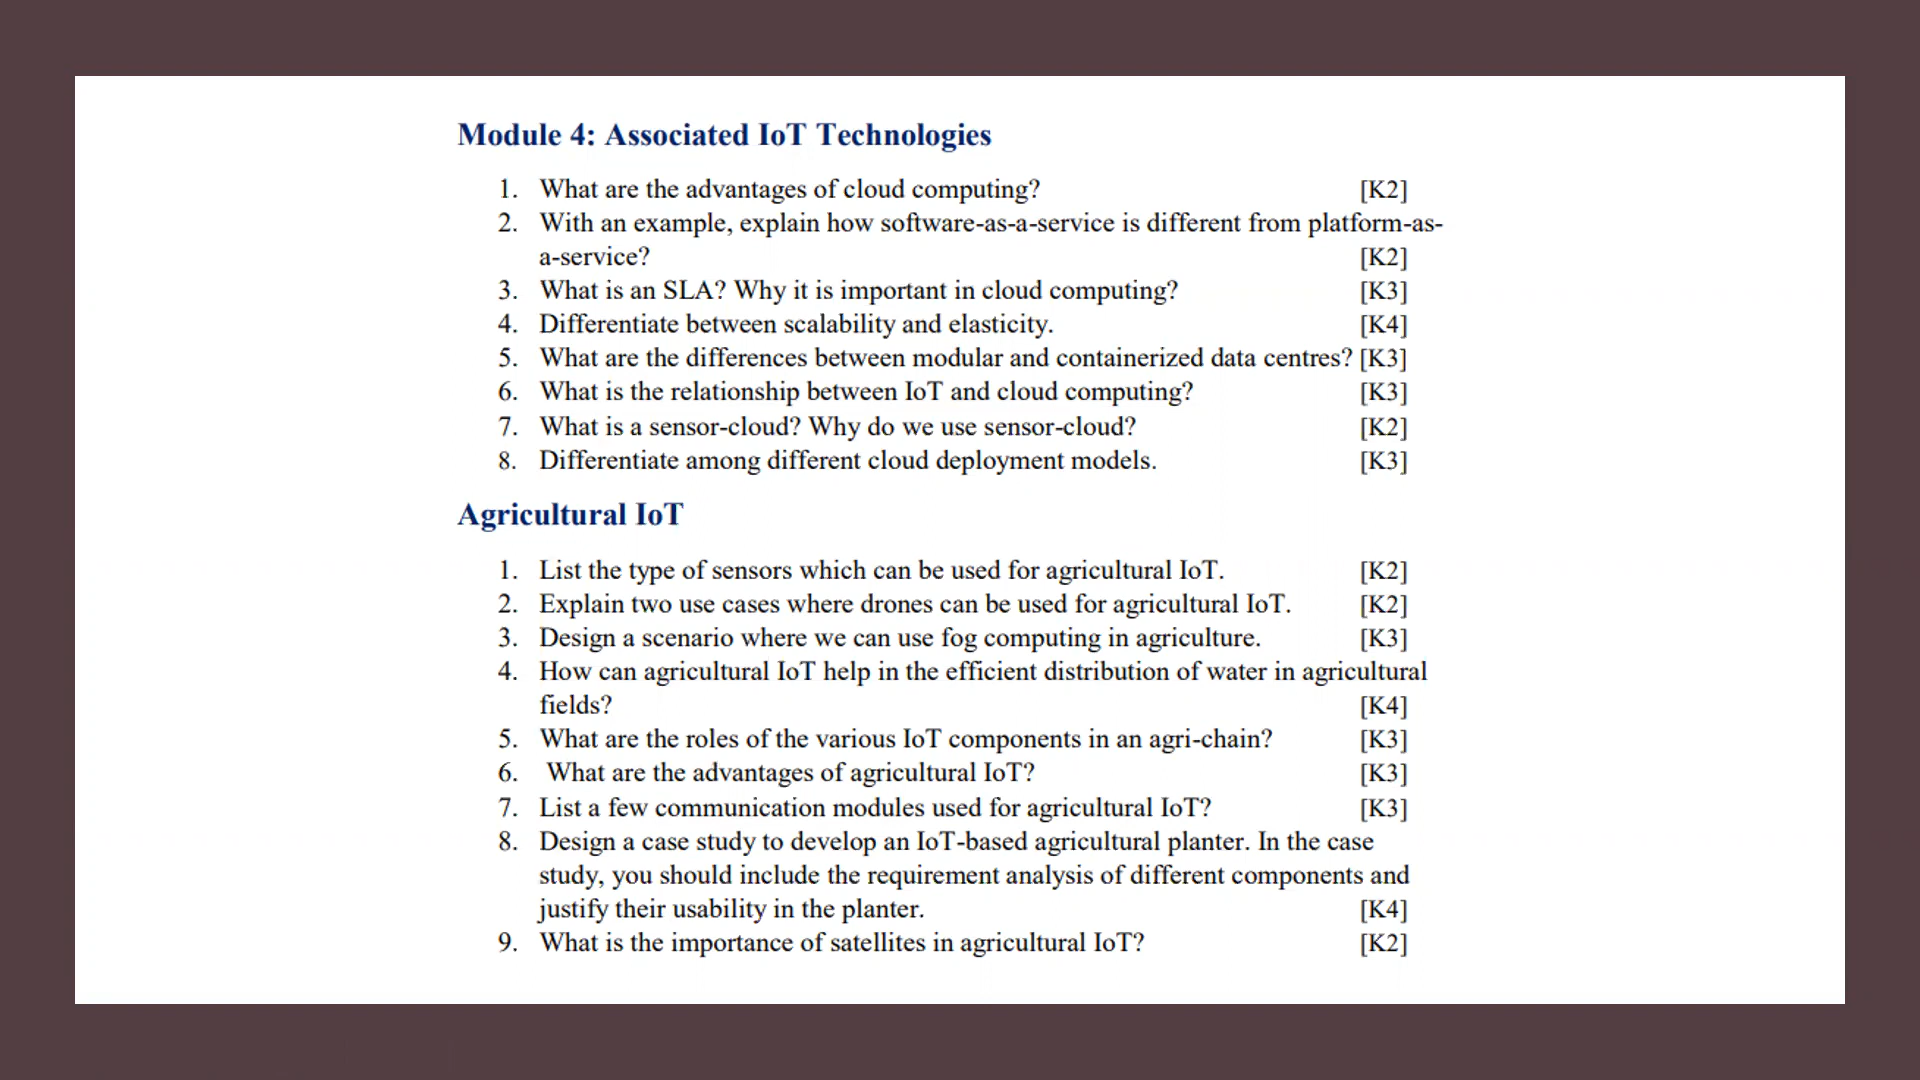 Module 4: Associated IoT Technologies
1. What are the advantages of cloud computing? [K2]
2. With an example, explain how software-as-a-service is different from platform-as-
a-service? [K2]
3. What is an SLA? Why it is important in cloud computing? [K3]
4. Differentiate between scalability and elasticity. [K4]
5. What are the differences between modular and containerized data centres? [K3]
6. What is the relationship between IoT and cloud computing? [K3]
7. What is a sensor-cloud? Why do we use sensor-cloud? [K2]
8. Differentiate among different cloud deployment models. [K3]
Agricultural IoT
1. List the type of sensors which can be used for agricultural IoT. [K2]
2. Explain two use cases where drones can be used for agricultural IoT. [K2]
3. Design a scenario where we can use fog computing in agriculture. [K3]
4. How can agricultural IoT help in the efficient distribution of water in agricultural
fields? [K4]
5. What are the roles of the various IoT components in an agri-chain? [K3]
6. What are the advantages of agricultural IoT? [K3]
7. List a few communication modules used for agricultural IoT? [K3]
8. Design a case study to develop an IoT-based agricultural planter. In the case
study, you should include the requirement analysis of different components and
justify their usability in the planter. [K4]
9. What is the importance of satellites in agricultural IoT? [K2]